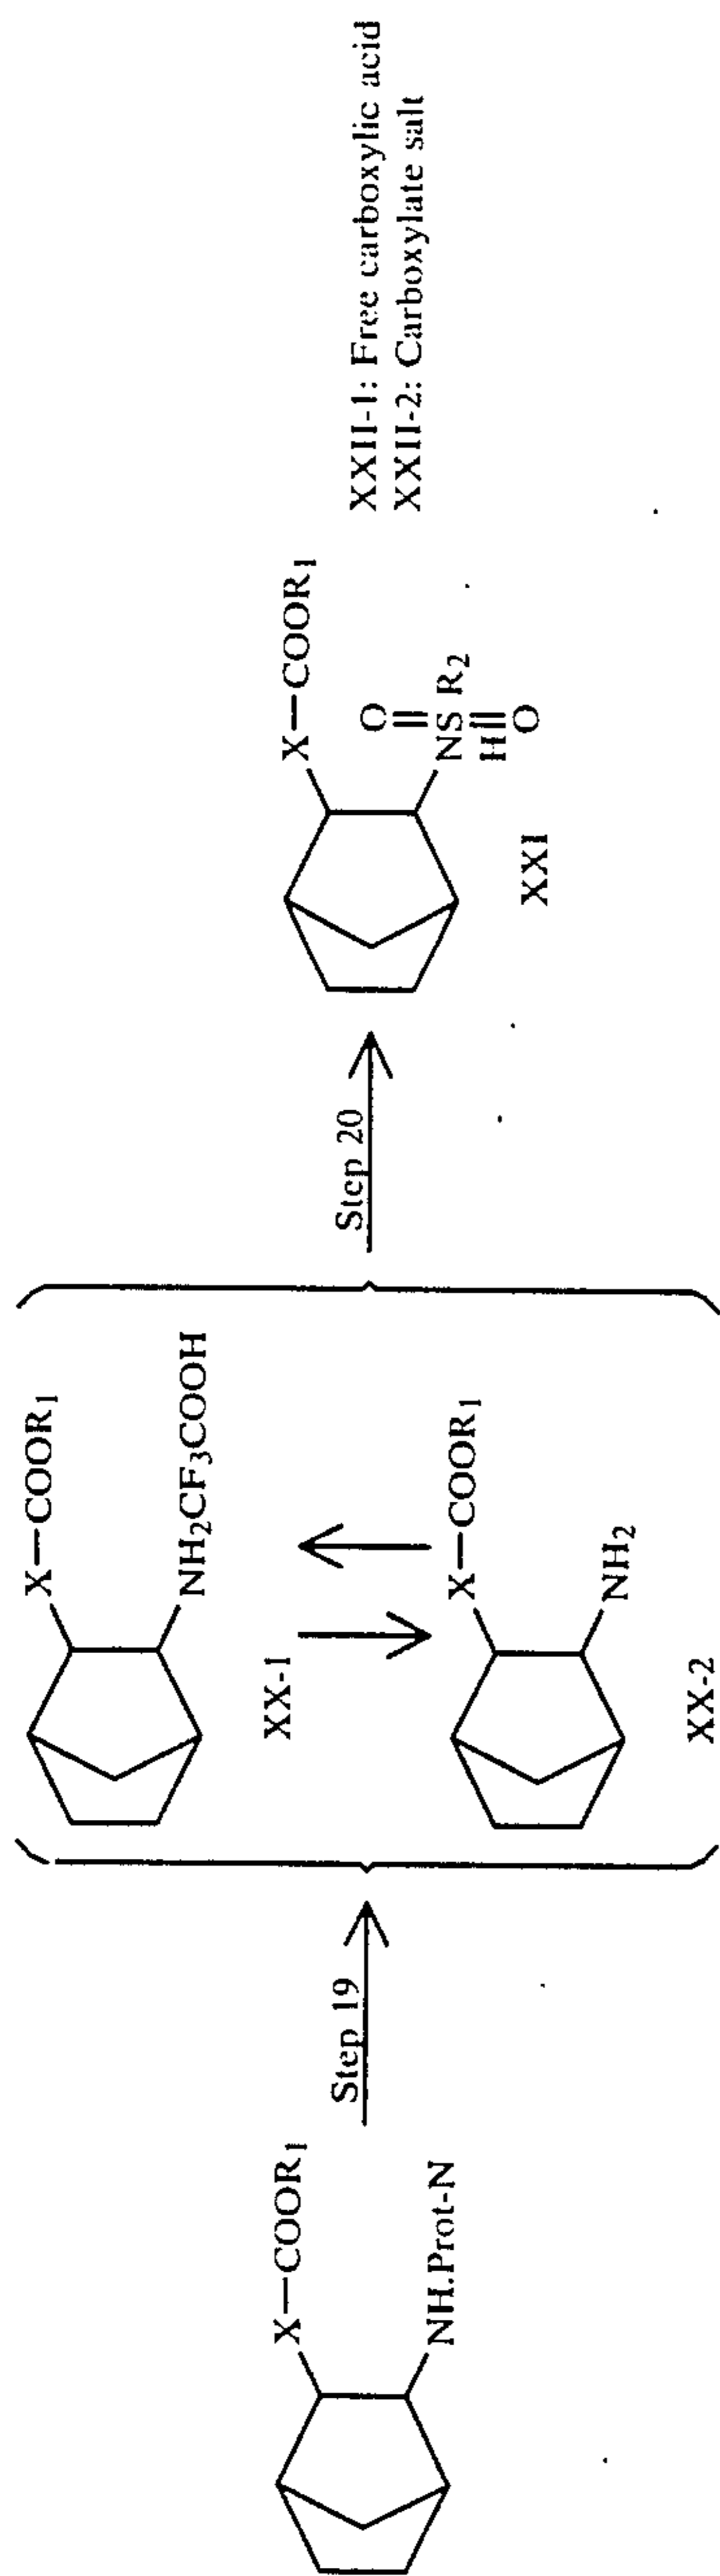 X—COOR1
NH.Prot-N
Step 19
X—COOR1
NH2CF3COOH
XX-1
X—COOR1
NH2
XX-2
Step 20
X—COOR1
O
NS R2
H O
XXI
XXII-1: Free carboxylic acid
XXII-2: Carboxylate salt